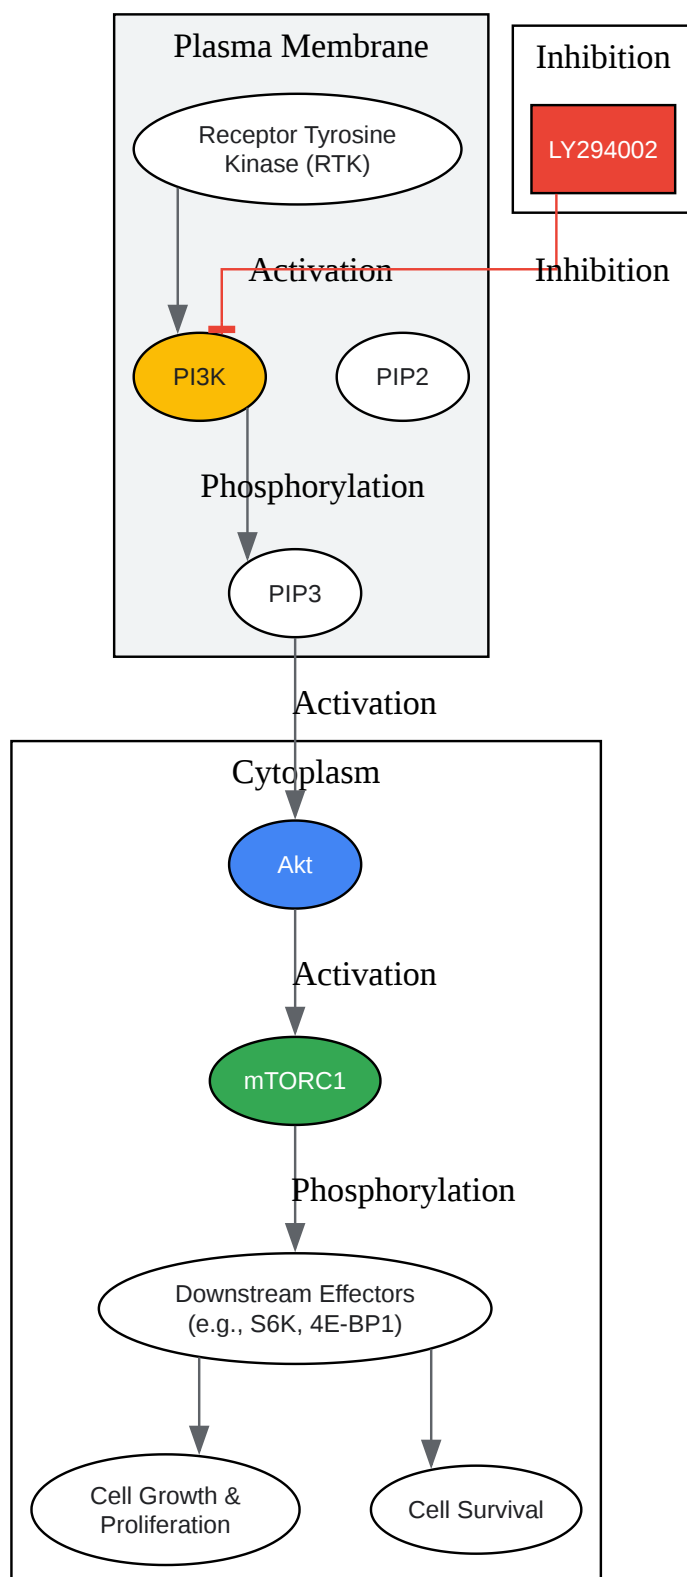 Plasma Membrane
Inhibition
Receptor Tyrosine
Kinase (RTK)
LY294002
Activation
Inhibition
PI3K
PIP2
Phosphorylation
PIP3
Activation
Cytoplasm
Akt
Activation
mTORC1
Phosphorylation
Downstream Effectors
(e.g., S6K, 4E-BP1)
Cell Growth &
Proliferation
Cell Survival